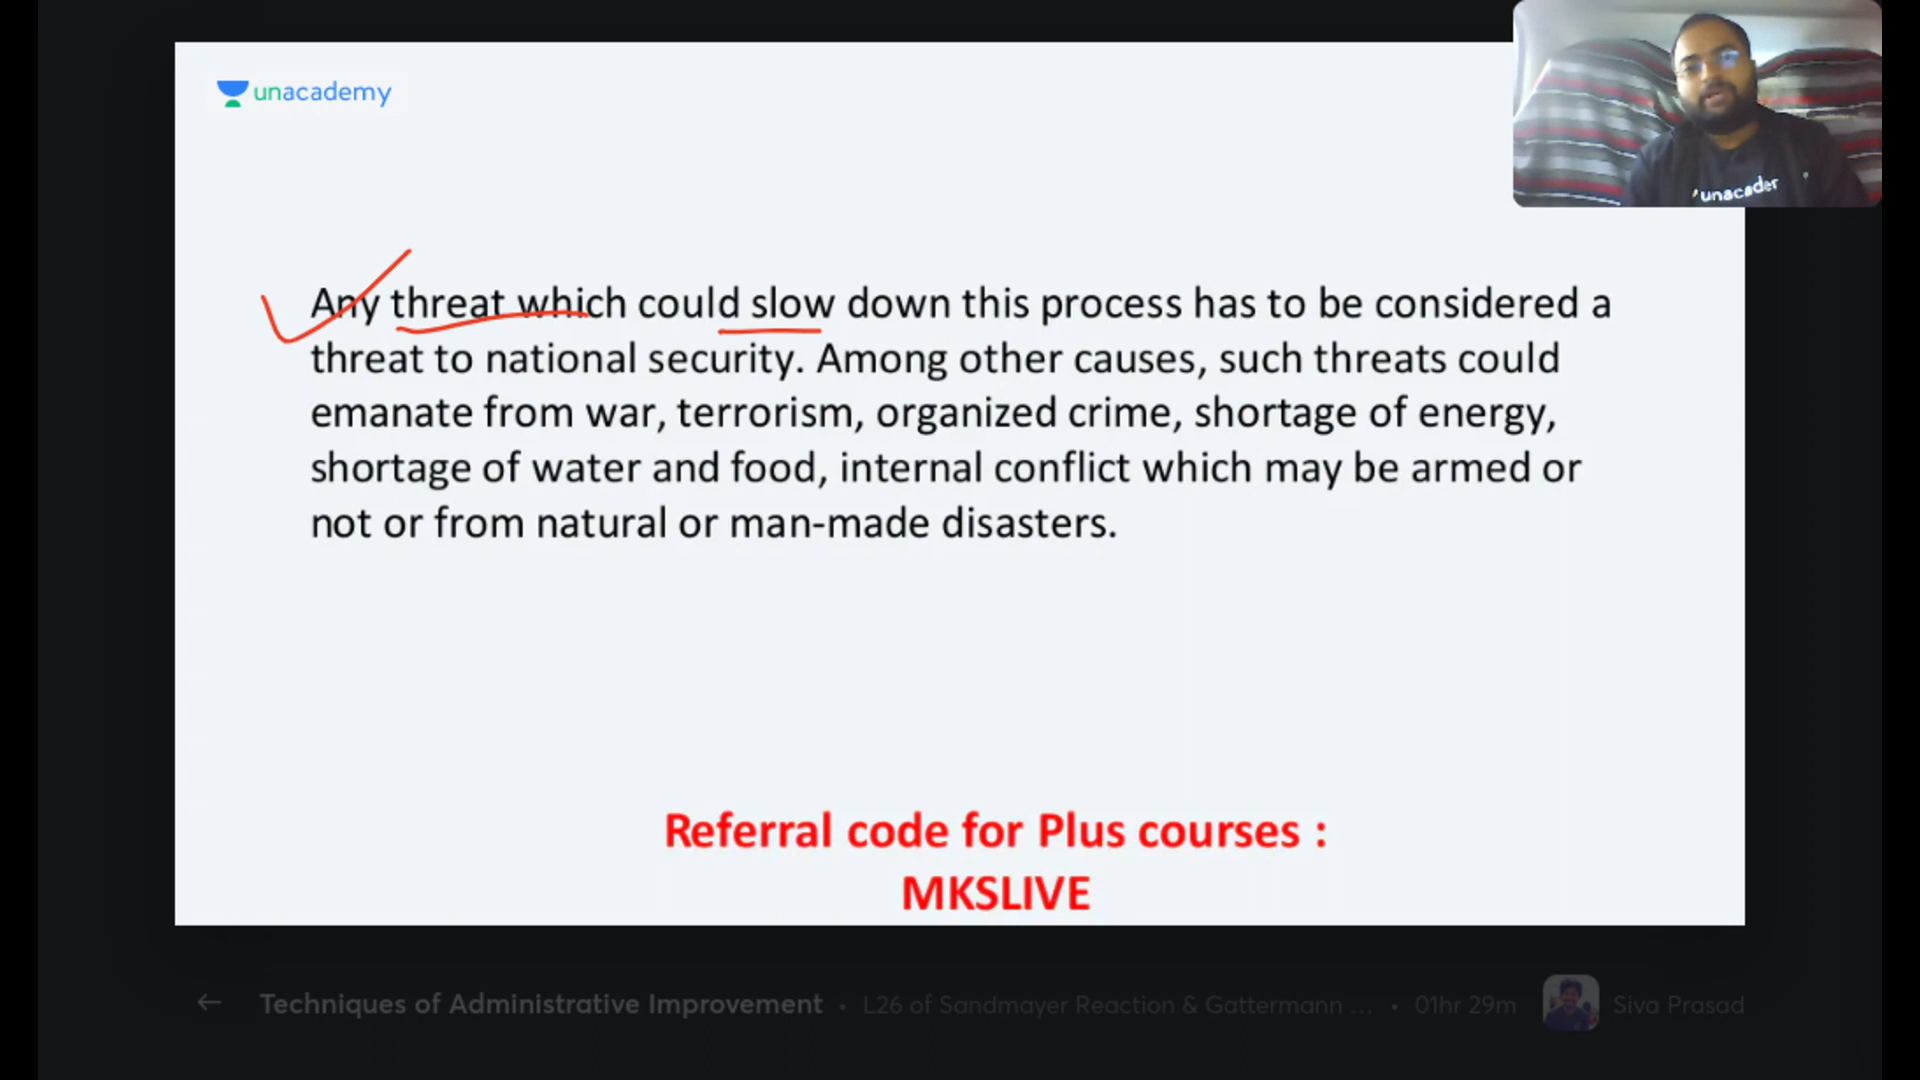 unacademy
unacader
Any threat which could slow down this process has to be considered a
threat to national security. Among other causes, such threats could
emanate from war, terrorism, organized crime, shortage of energy,
shortage of water and food, internal conflict which may be armed or
not or from natural or man-made disasters.
Referral code for Plus courses :
MKSLIVE
Techniques of Administrative Improvement • L26 of Sandmayer Reaction & Gattermann ... • 01hr 29m Siva Prasad